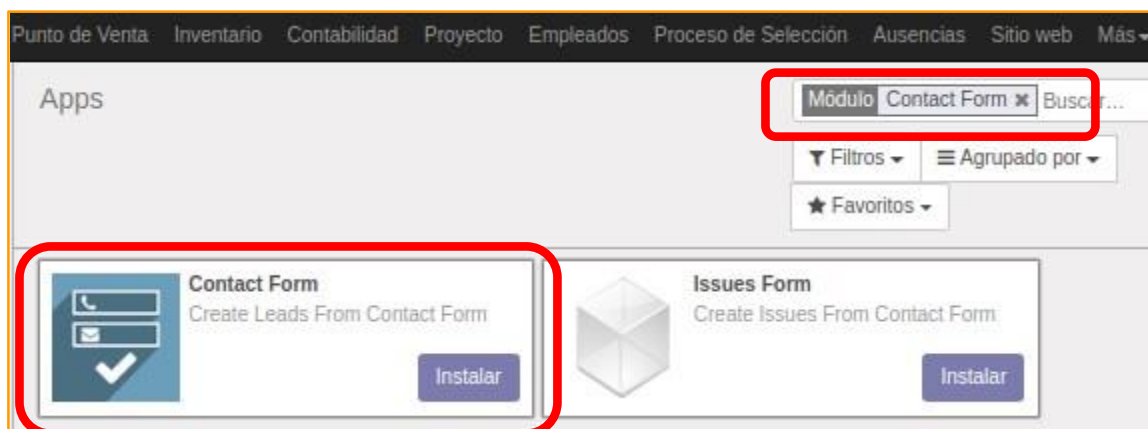 Punto de Venta Inventario Contabilidad Proyecto Empleados Proceso de Selección Ausencias Sitio web Más
Apps
Módulo Contact Form × Buscar...
Filtros Agrupado por
Favoritos
Contact Form
Create Leads From Contact Form
Instalar
Issues Form
Create Issues From Contact Form
Instalar